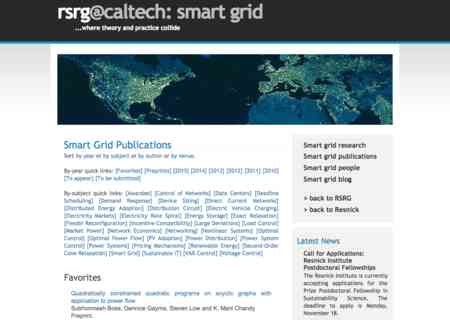 rsrg@caltech: smart grid
...where theory and practice collide
Smart Grid Publications
Sort by year or by subject or by author or by venue.
By-year quick links: [Favorites] [Preprints] [2015] [2014] [2013] [2012] [2011] [2010]
[To appear] [To be submitted]
By-subject quick links: [Awarded] [Control of Networks] [Data Centers] [Deadline
Scheduling] [Demand Response] [Device Sizing] [Direct Current Networks]
[Distributed Energy Adoption] [Distribution Circuit] [Electric Vehicle Charging]
[Electricity Markets] [Electricity Rate Spiral] [Energy Storage] [Exact Relaxation]
[Feeder Reconfiguration] [Incentive-Compatibility] [Large Deviations] [Load Control]
[Market Power] [Network Economics] [Networking] [Nonlinear Systems] [Optimal
Control] [Optimal Power Flow] [PV Adoption] [Power Distribution] [Power System
Control] [Power Systems] [Pricing Mechanisms] [Renewable Energy] [Second-Order
Cone Relaxation] [Smart Grid] [Sustainable IT] [VAR Control] [Voltage Control]
Favorites
Quadratically constrained quadratic programs on acyclic graphs with
application to power flow
Subhonmesh Bose, Dennice Gayme, Steven Low and K. Mani Chandy
Preprint.
Smart grid research
Smart grid publications
Smart grid people
Smart grid blog
> back to RSRG
> back to Resnick
Latest News
Call for Applications:
Resnick Institute
Postdoctoral Fellowships
The Resnick Institute is currently
accepting applications for the
Prize Postdoctoral Fellowship in
Sustainability Science. The
deadline to apply is Monday,
November 18.